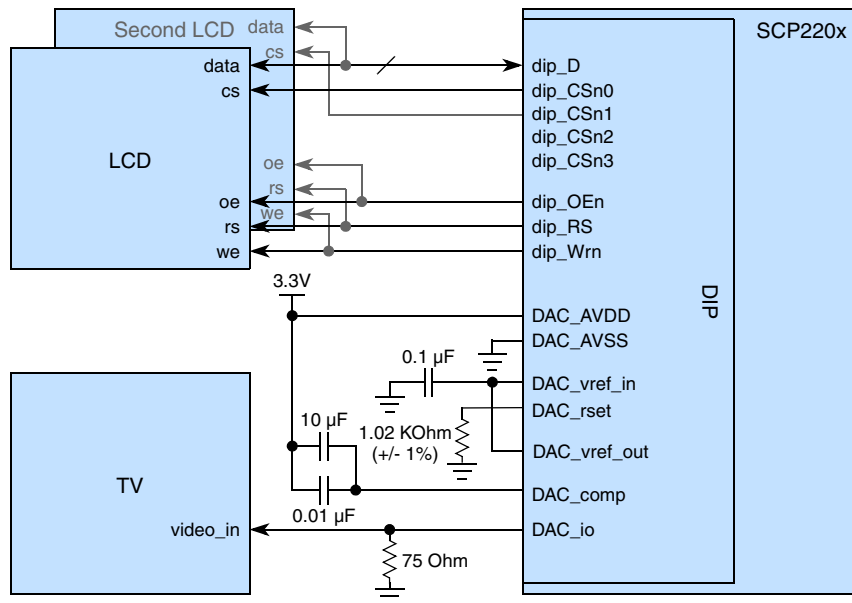 Second LCD
data
cs
SCP220x
data
cs
dip_D
dip_CSn0
dip_CSn1
dip_CSn2
dip_CSn3
LCD
oe
rs
we
oe
rs
we
dip_OEn
dip_RS
dip_Wrn
3.3V
DIP
DAC_AVDD
DAC_AVSS
0.1 µF
DAC_vref_in
DAC_rset
10 µF
1.02 KOhm
(+/- 1%)
DAC_vref_out
TV
0.01 µF
DAC_comp
video_in
DAC_io
75 Ohm